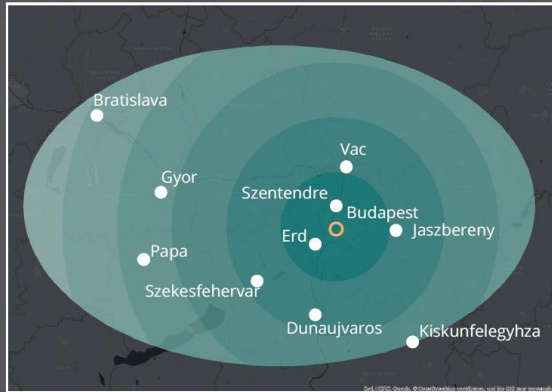 Bratislava
Vac
Gyor
Szentendre
Budapest
Jaszbereny
Erd
Papa
Szekesfehervar
Dunaujvaros
Kiskunfelegyhza